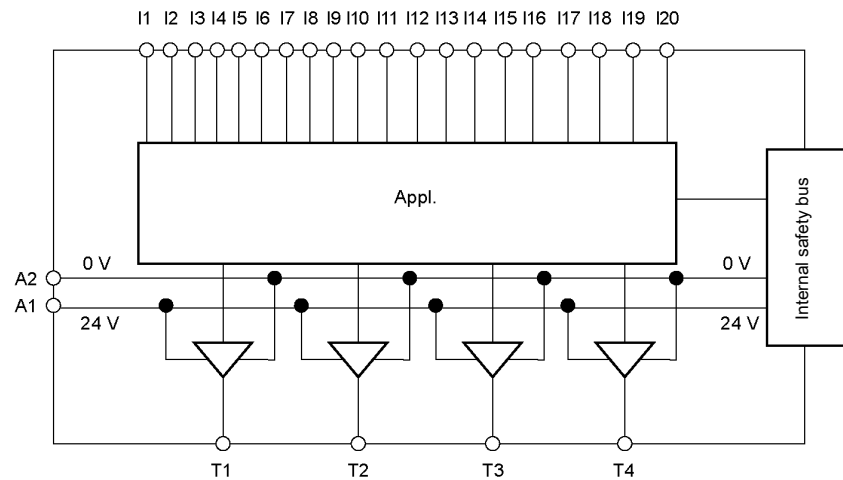 I1 I2 I3 I4 I5 I6 I7 I8 I9 I10 I11 I12 I13 I14 I15 I16 I17 I18 I19 I20
Appl.
Internal safety bus
A2 0 V 0 V
A1 24 V 24 V
T1 T2 T3 T4